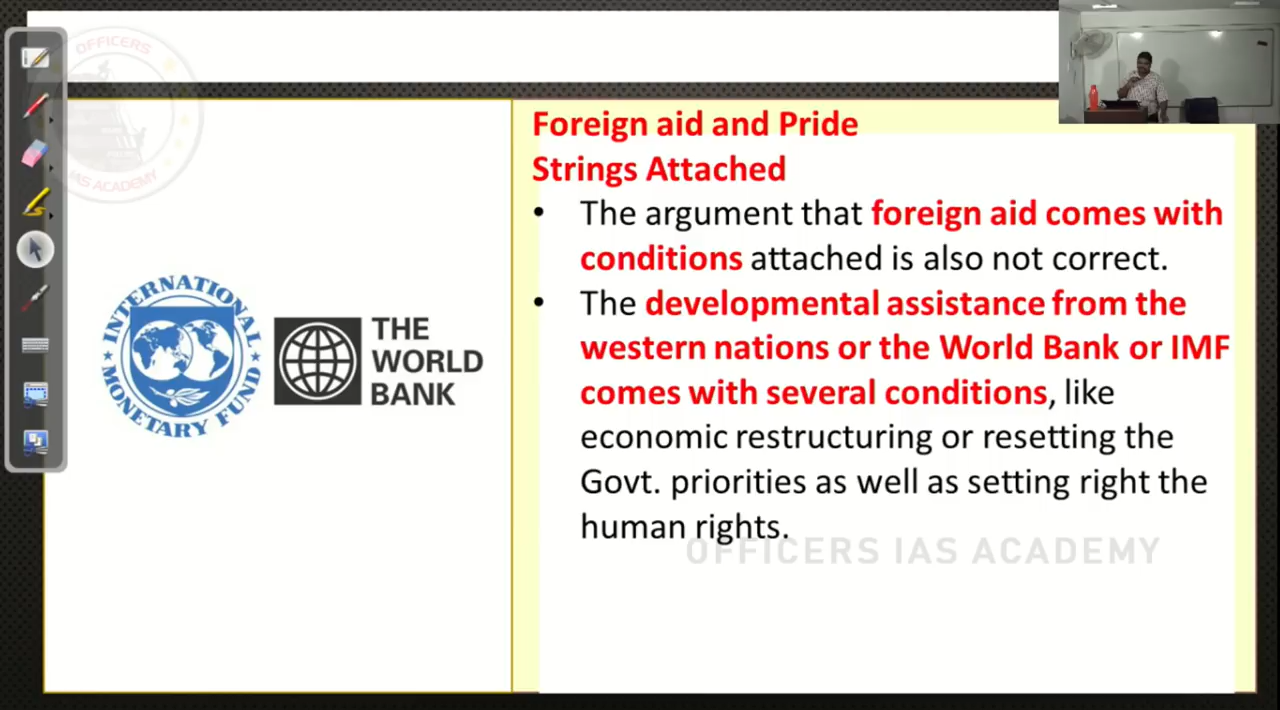 OFFICERS
IAS ACADEMY
Foreign aid and Pride
Strings Attached
• The argument that foreign aid comes with
conditions attached is also not correct.
• The developmental assistance from the
western nations or the World Bank or IMF
comes with several conditions, like
economic restructuring or resetting the
Govt. priorities as well as setting right the
human rights.
INTERNATIONAL
MONETARY FUND
THE
WORLD
BANK
OFFICERS IAS ACADEMY